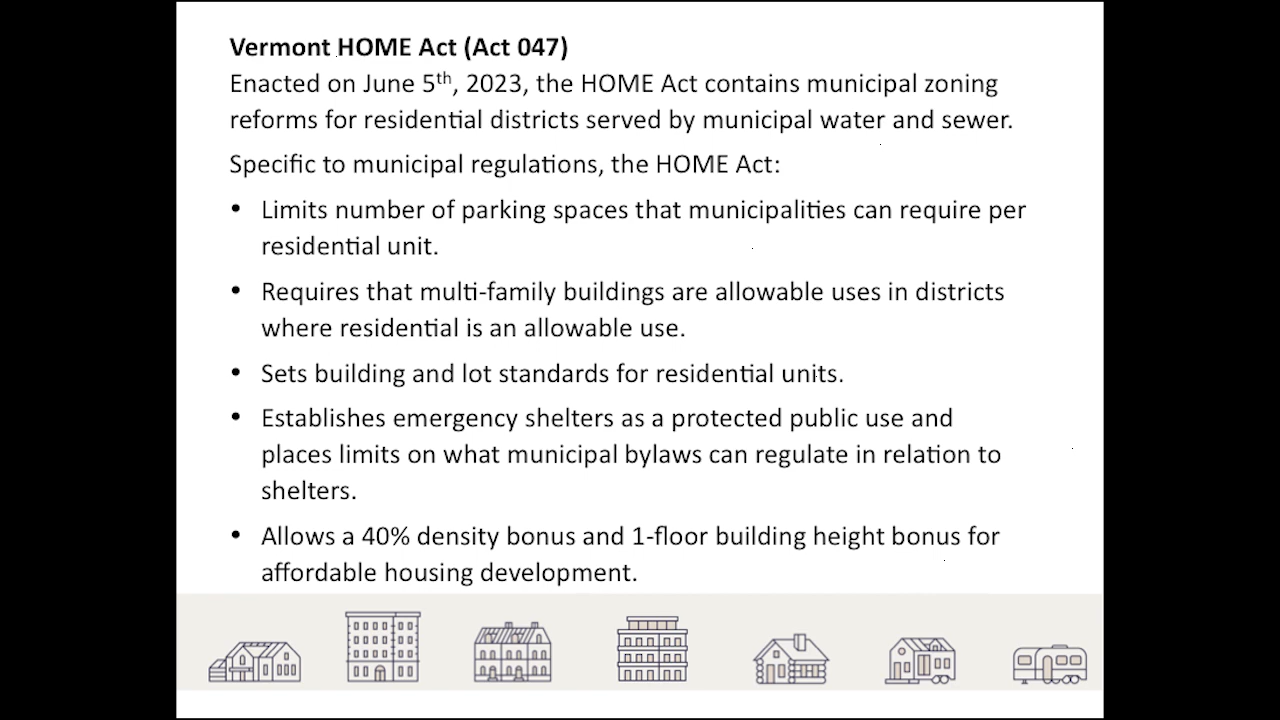 Vermont HOME Act (Act 047)
Enacted on June 5th, 2023, the HOME Act contains municipal zoning
reforms for residential districts served by municipal water and sewer.
Specific to municipal regulations, the HOME Act:
• Limits number of parking spaces that municipalities can require per
residential unit.
• Requires that multi-family buildings are allowable uses in districts
where residential is an allowable use.
• Sets building and lot standards for residential units.
• Establishes emergency shelters as a protected public use and
places limits on what municipal bylaws can regulate in relation to
shelters.
• Allows a 40% density bonus and 1-floor building height bonus for
affordable housing development.